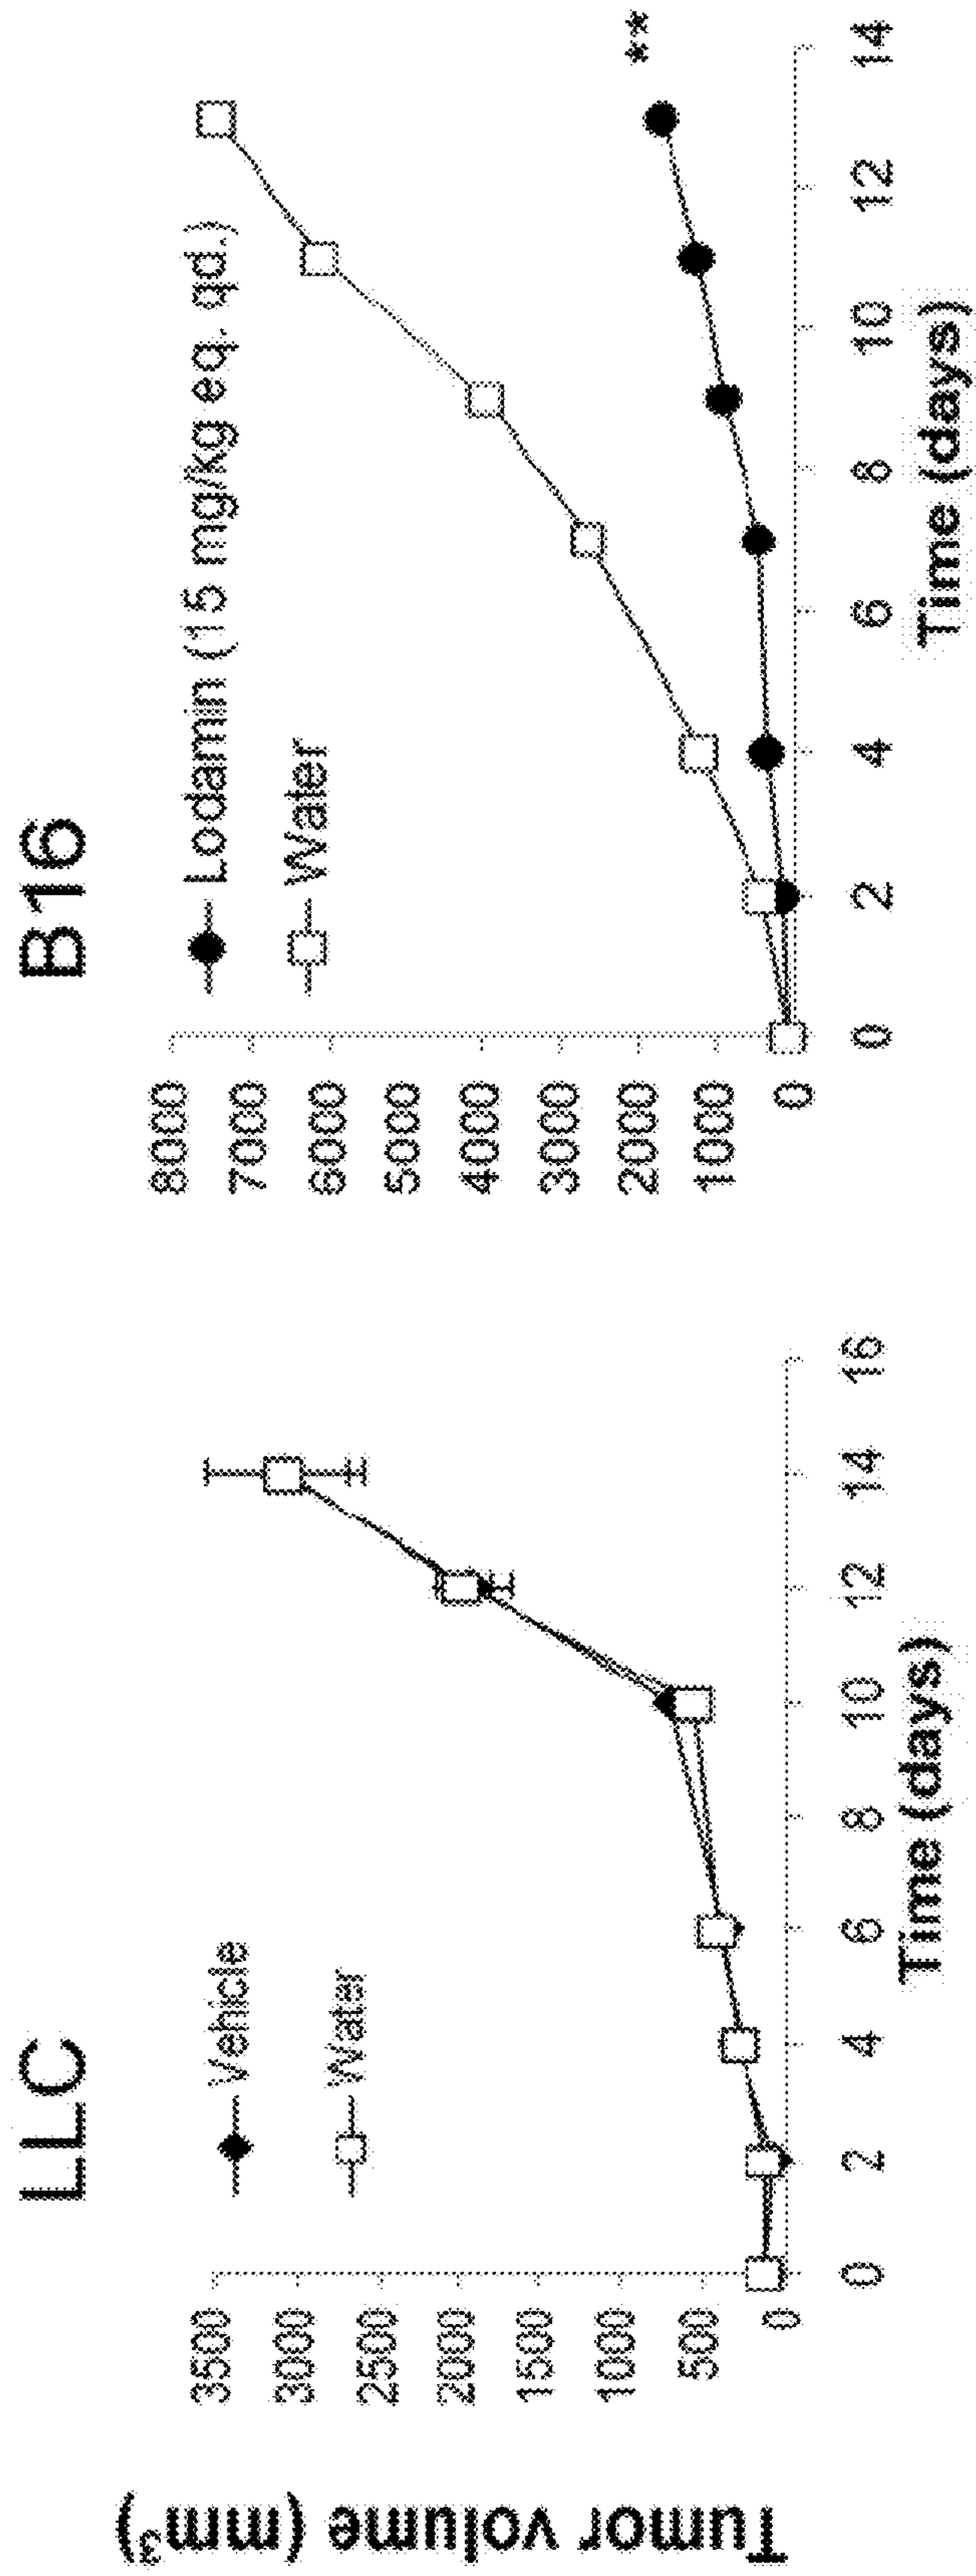 LLC
Vehicle
Water
Tumor volume (mm³)
3500
3000
2500
2000
1500
1000
500
0
0 2 4 6 8 10 12 14 16
Time (days)
B16
Lodamin (15 mg/kg eq. qd.)
Water
8000
7000
6000
5000
4000
3000
2000
1000
0
**
0 2 4 6 8 10 12 14
Time (days)